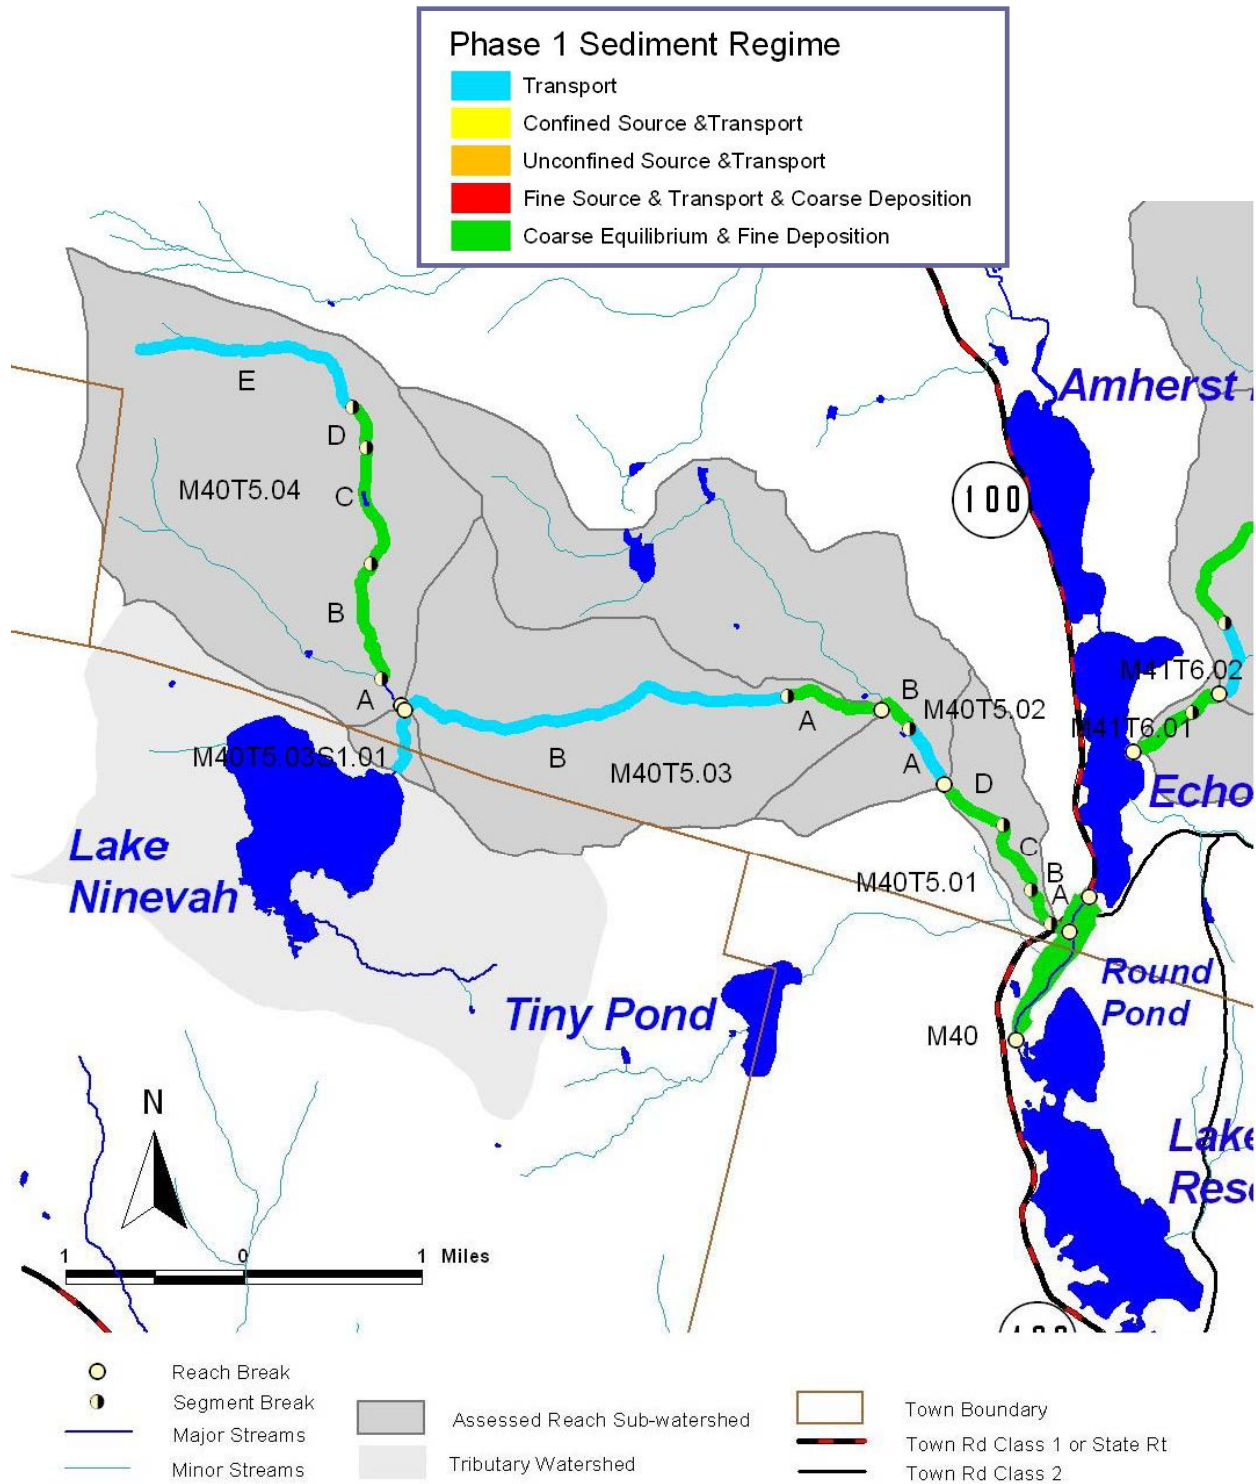 Phase 1 Sediment Regime
Transport
Confined Source &Transport
Unconfined Source &Transport
Fine Source & Transport & Coarse Deposition
Coarse Equilibrium & Fine Deposition
Amherst
E
D
M40T5.04
C
100
B
M41T6.02
A
B
M40T5.02
A
M41T6.01
M40T5.03S1.01
B
M40T5.03
A
D
Echo
Lake
Ninevah
C
M40T5.01
B
A
Round
Pond
Tiny Pond
M40
N
Lake
Res
1 0 1 Miles
Reach Break
Segment Break
Major Streams
Minor Streams
Assessed Reach Sub-watershed
Tributary Watershed
Town Boundary
Town Rd Class 1 or State Rt
Town Rd Class 2